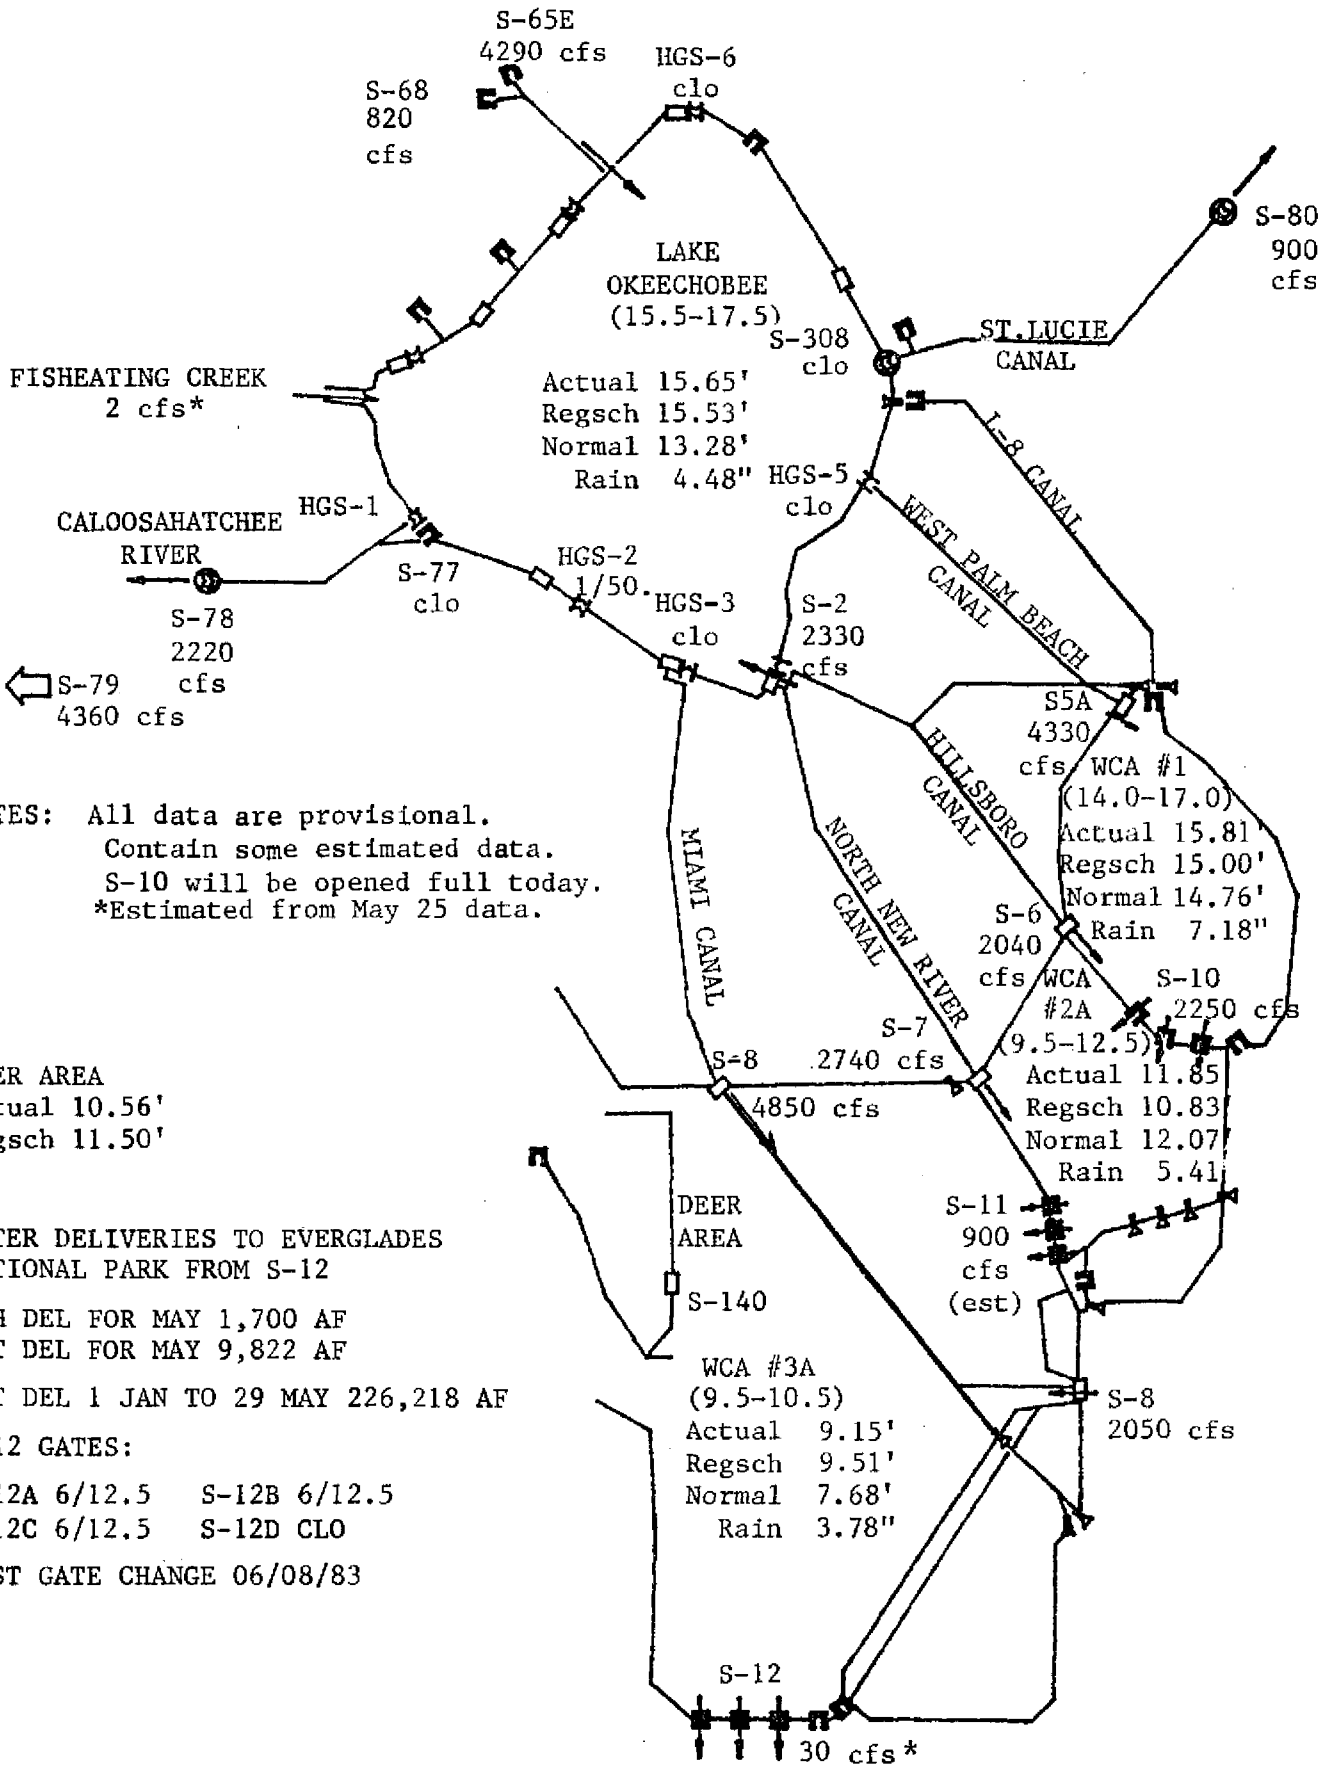 S-65E
4290 cfs
HGS-6
clo
S-68
820
cfs
S-80
900
cfs
LAKE
OKEECHOBEE
(15.5-17.5)
S-308
clo
ST.LUCIE
CANAL
FISHEATING CREEK
2 cfs*
Actual 15.65'
Regsch 15.53'
Normal 13.28'
Rain 4.48"
L-8 CANAL
HGS-5
clo
WEST PALM BEACH
CANAL
HGS-1
CALOOSAHATCHEE
RIVER
S-77
clo
HGS-2
1/50.
HGS-3
clo
S-2
2330
cfs
S-78
2220
cfs
S-79
4360 cfs
S5A
4330
cfs
HILLSBORO
CANAL
WCA #1
(14.0-17.0)
Actual 15.81'
Regsch 15.00'
Normal 14.76'
Rain 7.18"
TES: All data are provisional.
Contain some estimated data.
S-10 will be opened full today.
*Estimated from May 25 data.
MIAMI CANAL
NORTH NEW RIVER
CANAL
S-6
2040
cfs
WCA
#2A
(9.5-12.5)
S-10
2250 cfs
S-7
2740 cfs
S-8
4850 cfs
Actual 11.85
Regsch 10.83'
Normal 12.07'
Rain 5.41
ER AREA
tual 10.56'
gsch 11.50'
DEER
AREA
S-140
S-11
900
cfs
(est)
TER DELIVERIES TO EVERGLADES
TIONAL PARK FROM S-12
H DEL FOR MAY 1,700 AF
T DEL FOR MAY 9,822 AF
T DEL 1 JAN TO 29 MAY 226,218 AF
12 GATES:
12A 6/12.5 S-12B 6/12.5
12C 6/12.5 S-12D CLO
ST GATE CHANGE 06/08/83
WCA #3A
(9.5-10.5)
Actual 9.15'
Regsch 9.51'
Normal 7.68'
Rain 3.78"
S-8
2050 cfs
S-12
30 cfs*